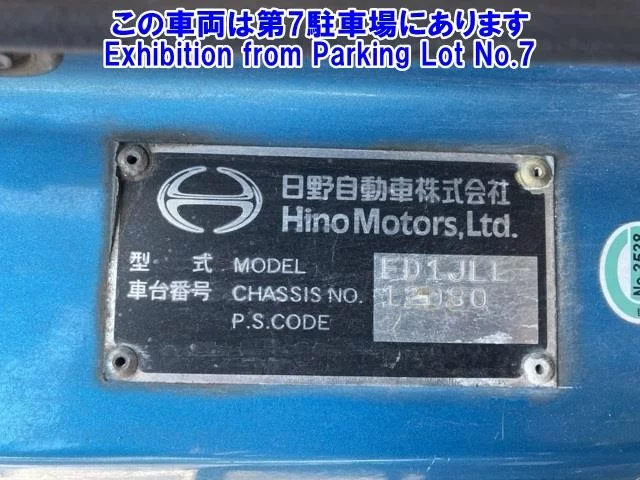 この車両は第7駐車場にあります
Exhibition from Parking Lot No.7
日野自動車株式会社
Hino Motors, Ltd.
型式 MODEL FD1JLE
車台番号 CHASSIS NO. 12080
P.S.CODE
No.